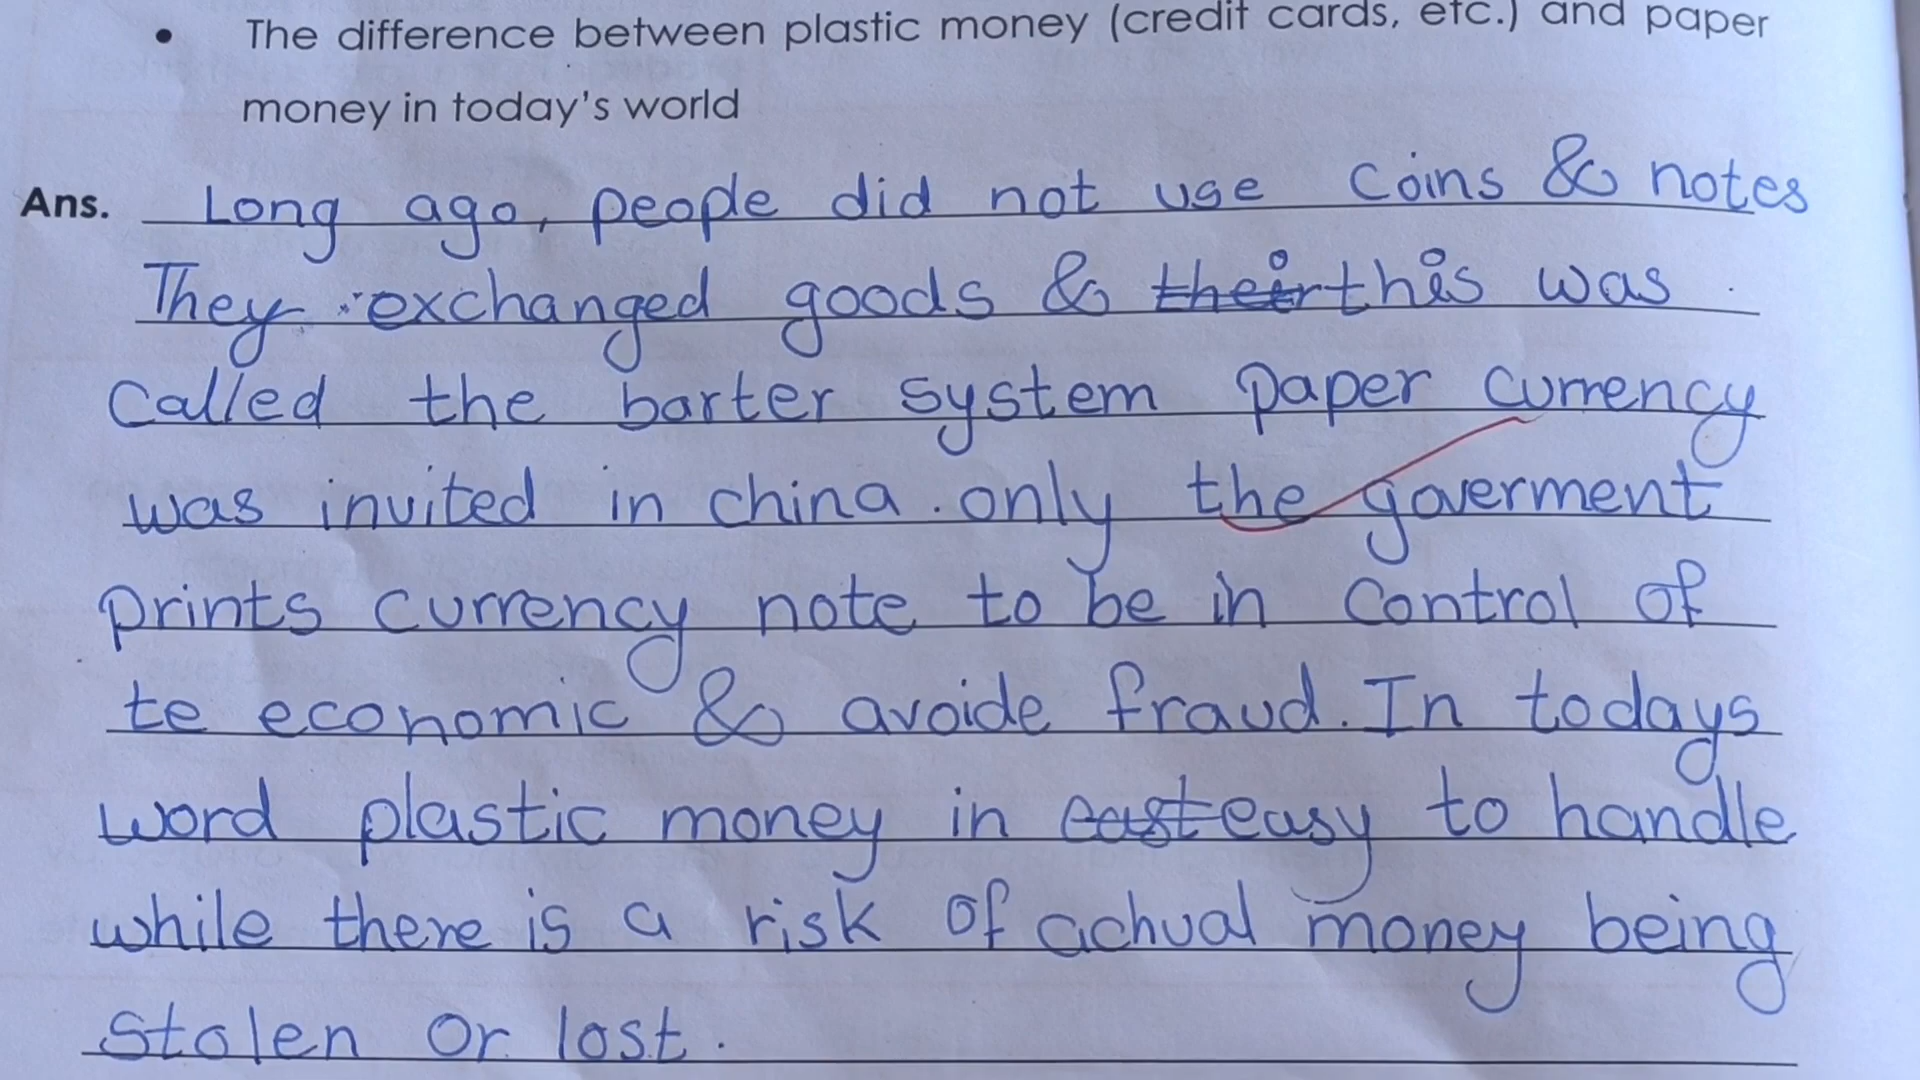 • The difference between plastic money (credit cards, etc.) and paper
money in today's world
Ans. Long ago, people did not use coins & notes
They exchanged goods & their this was
called the barter system paper currency
was invited in china. only the goverment
prints currency note to be in control of
te economic & avoide fraud. In todays
word plastic money in east easy to handle
while there is a risk of achual money being
stolen or lost.